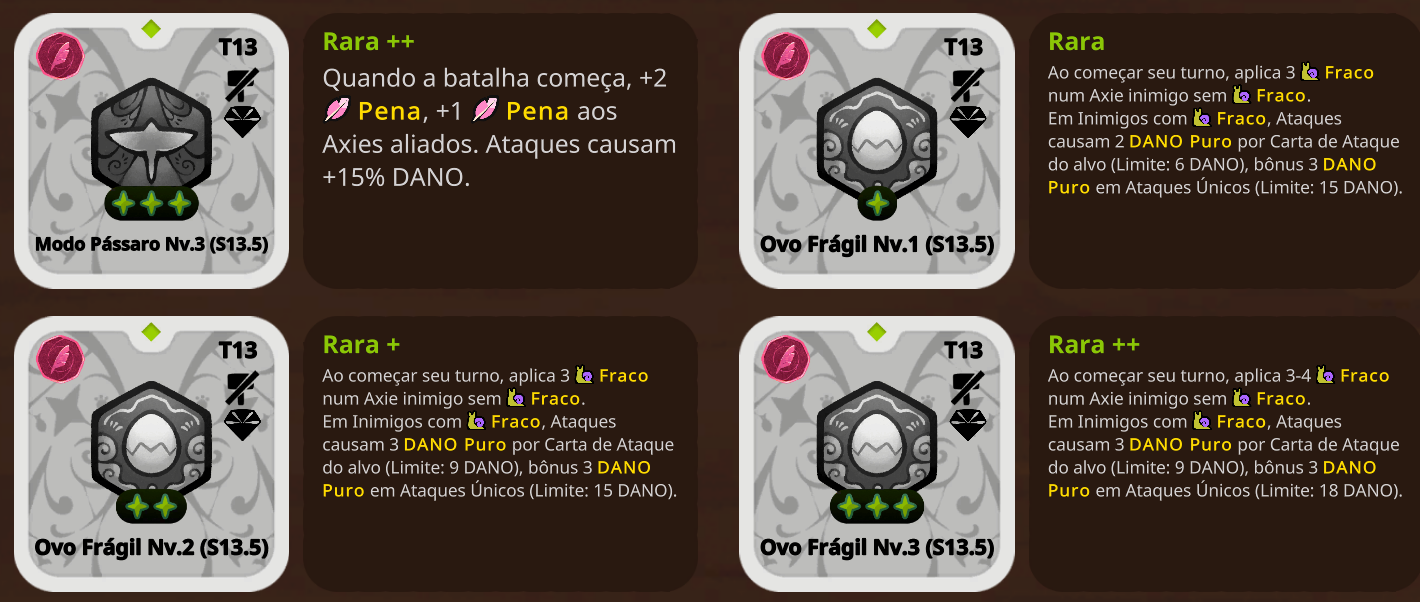 T13
Modo Pássaro Nv.3 (S13.5)
Rara ++
Quando a batalha começa, +2
Pena, +1 Pena aos
Axies aliados. Ataques causam
+15% DANO.
T13
Ovo Frágil Nv.1 (S13.5)
Rara
Ao começar seu turno, aplica 3 Fraco
num Axie inimigo sem Fraco.
Em Inimigos com Fraco, Ataques
causam 2 DANO Puro por Carta de Ataque
do alvo (Limite: 6 DANO), bônus 3 DANO
Puro em Ataques Únicos (Limite: 15 DANO).
T13
Ovo Frágil Nv.2 (S13.5)
Rara +
Ao começar seu turno, aplica 3 Fraco
num Axie inimigo sem Fraco.
Em Inimigos com Fraco, Ataques
causam 3 DANO Puro por Carta de Ataque
do alvo (Limite: 9 DANO), bônus 3 DANO
Puro em Ataques Únicos (Limite: 15 DANO).
T13
Ovo Frágil Nv.3 (S13.5)
Rara ++
Ao começar seu turno, aplica 3-4 Fraco
num Axie inimigo sem Fraco.
Em Inimigos com Fraco, Ataques
causam 3 DANO Puro por Carta de Ataque
do alvo (Limite: 9 DANO), bônus 3 DANO
Puro em Ataques Únicos (Limite: 18 DANO).